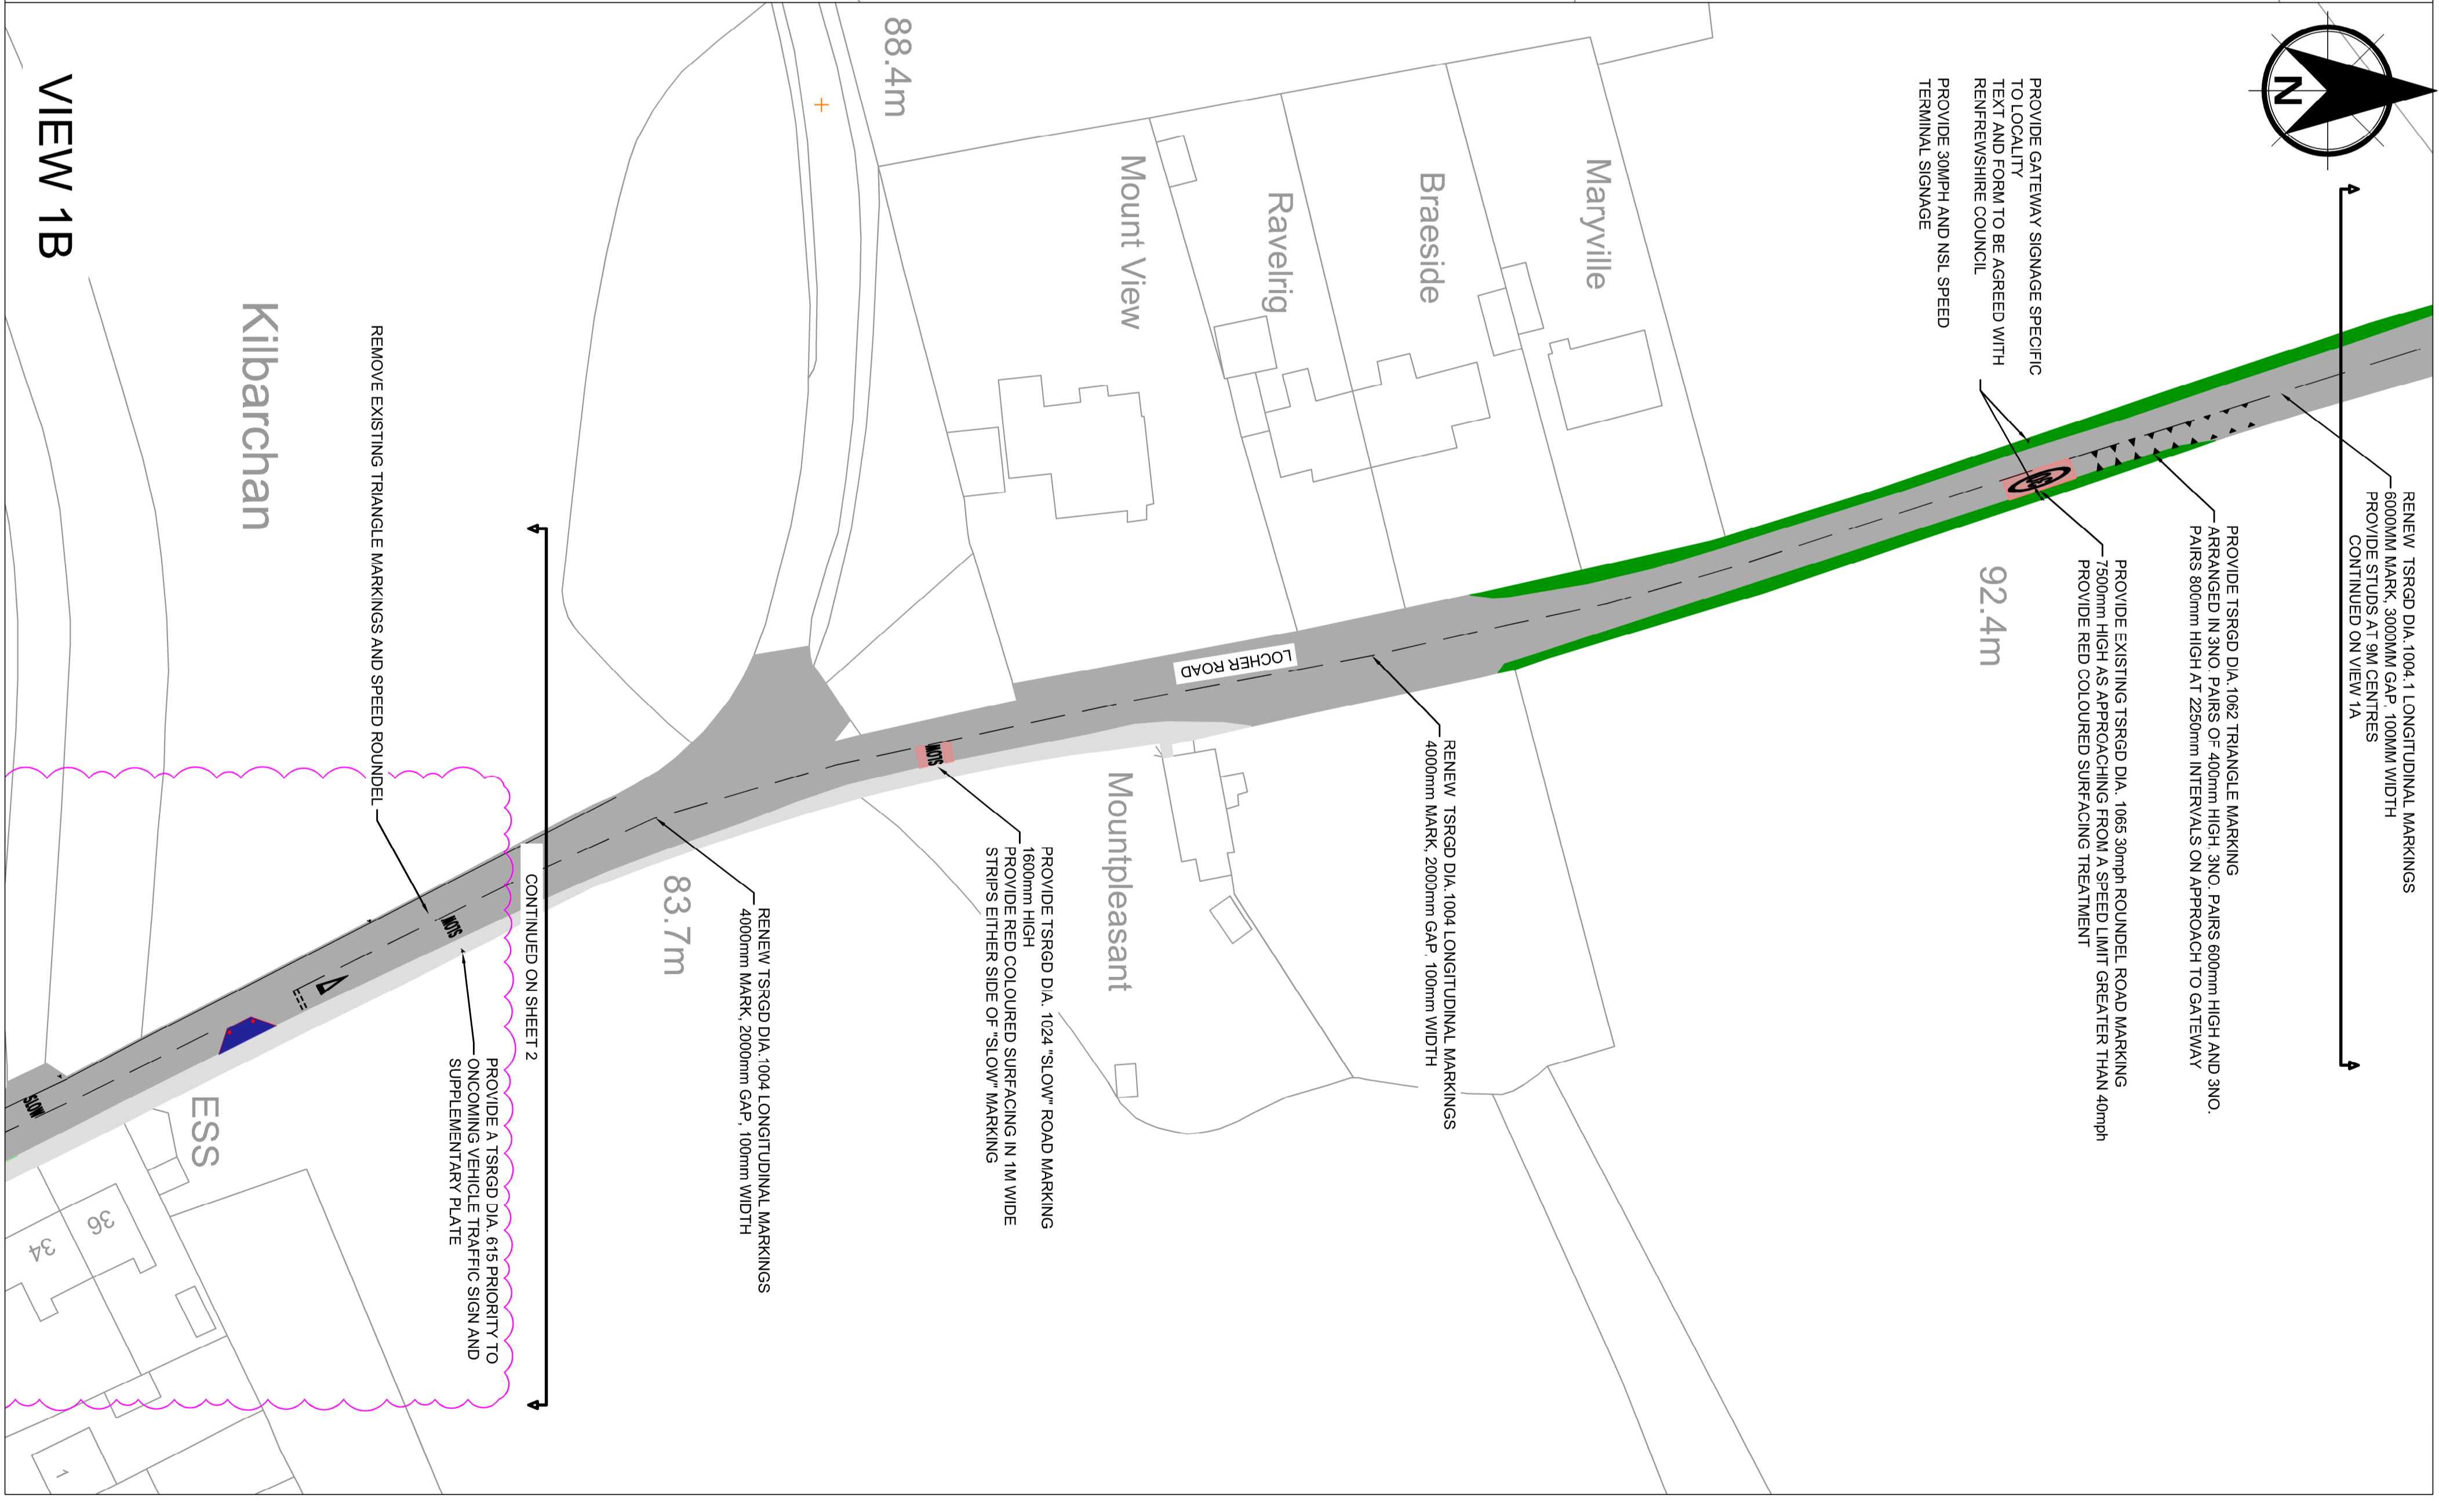 N
RENEW TSRGD DIA.1004.1 LONGITUDINAL MARKINGS
6000MM MARK, 3000MM GAP, 100MM WIDTH
PROVIDE STUDS AT 9M CENTRES
CONTINUED ON VIEW 1A
PROVIDE TSRGD DIA.1062 TRIANGLE MARKING
ARRANGED IN 3NO. PAIRS OF 400mm HIGH, 3NO. PAIRS 600mm HIGH AND 3NO.
PAIRS 800mm HIGH AT 2250mm INTERVALS ON APPROACH TO GATEWAY
PROVIDE EXISTING TSRGD DIA. 1065 30mph ROUNDEL ROAD MARKING
7500mm HIGH AS APPROACHING FROM A SPEED LIMIT GREATER THAN 40mph
PROVIDE RED COLOURED SURFACING TREATMENT
PROVIDE GATEWAY SIGNAGE SPECIFIC
TO LOCALITY
TEXT AND FORM TO BE AGREED WITH
RENFREWSHIRE COUNCIL
PROVIDE 30MPH AND NSL SPEED
TERMINAL SIGNAGE
92.4m
Maryville
Braeside
Ravelrig
Mount View
88.4m
LOCHER ROAD
RENEW TSRGD DIA.1004 LONGITUDINAL MARKINGS
4000mm MARK, 2000mm GAP, 100mm WIDTH
Mountpleasant
SLOW
PROVIDE TSRGD DIA. 1024 "SLOW" ROAD MARKING
1600mm HIGH
PROVIDE RED COLOURED SURFACING IN 1M WIDE
STRIPS EITHER SIDE OF "SLOW" MARKING
RENEW TSRGD DIA.1004 LONGITUDINAL MARKINGS
4000mm MARK, 2000mm GAP, 100mm WIDTH
83.7m
CONTINUED ON SHEET 2
SLOW
PROVIDE A TSRGD DIA. 615 PRIORITY TO
ONCOMING VEHICLE TRAFFIC SIGN AND
SUPPLEMENTARY PLATE
REMOVE EXISTING TRIANGLE MARKINGS AND SPEED ROUNDEL
Kilbarchan
ESS
SLOW
36
34
1
VIEW 1B